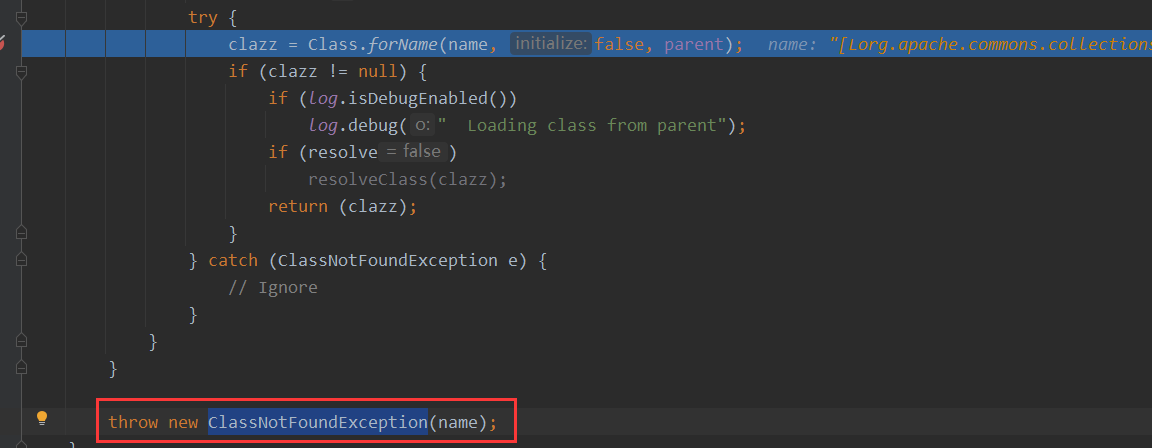 try {
clazz = Class.forName(name, initialize: false, parent); name: "[Lorg.apache.commons.collections
if (clazz != null) {
if (log.isDebugEnabled())
log.debug( o: "  Loading class from parent");
if (resolve = false )
resolveClass(clazz);
return (clazz);
}
} catch (ClassNotFoundException e) {
// Ignore
}
}
}
throw new ClassNotFoundException(name);